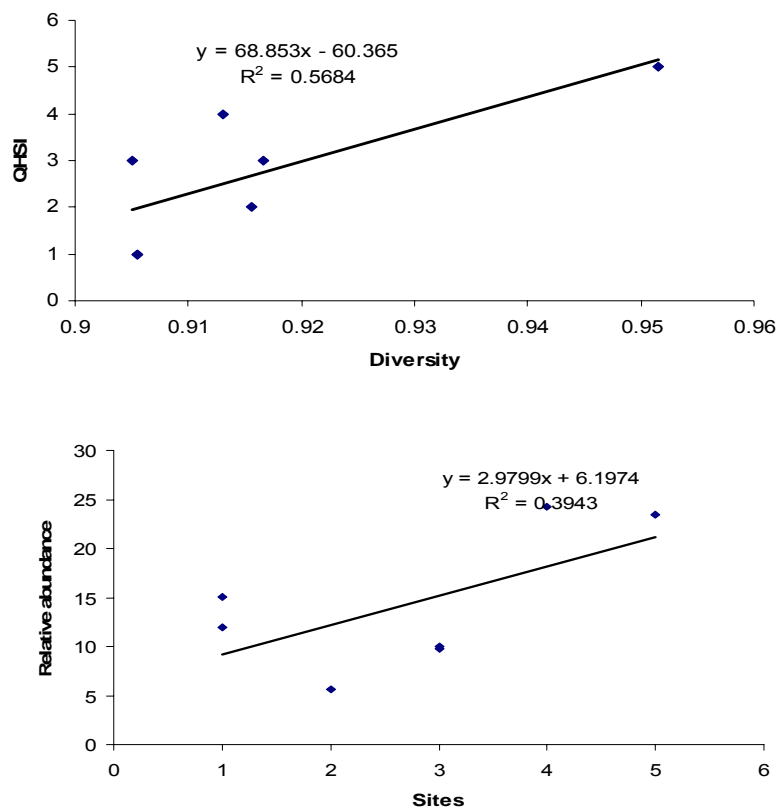 6
5
4
3
2
1
0
QHSI
y = 68.853x - 60.365
R² = 0.5684
0.9 0.91 0.92 0.93 0.94 0.95 0.96
Diversity
30
25
20
15
10
5
0
Relative abundance
y = 2.9799x + 6.1974
R² = 0.3943
0 1 2 3 4 5 6
Sites